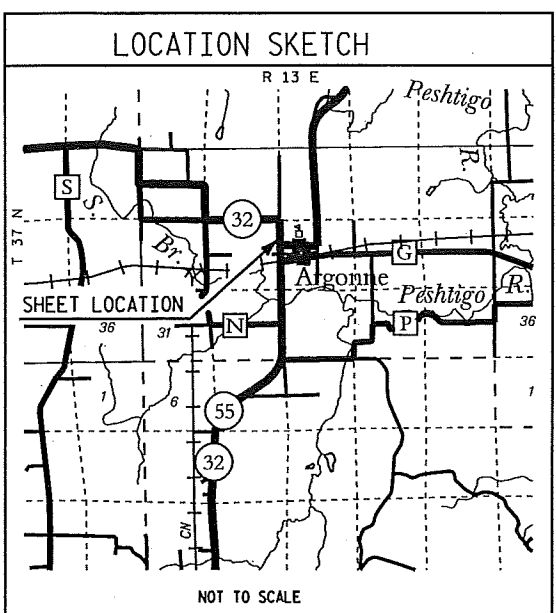 LOCATION SKETCH
R 13 E
Peshtigo
R.
S
S.
T 37 N
32
Br
G
Argonne
SHEET LOCATION
Peshtigo
R
36
31
N
P
36
1
6
1
55
32
CN
NOT TO SCALE